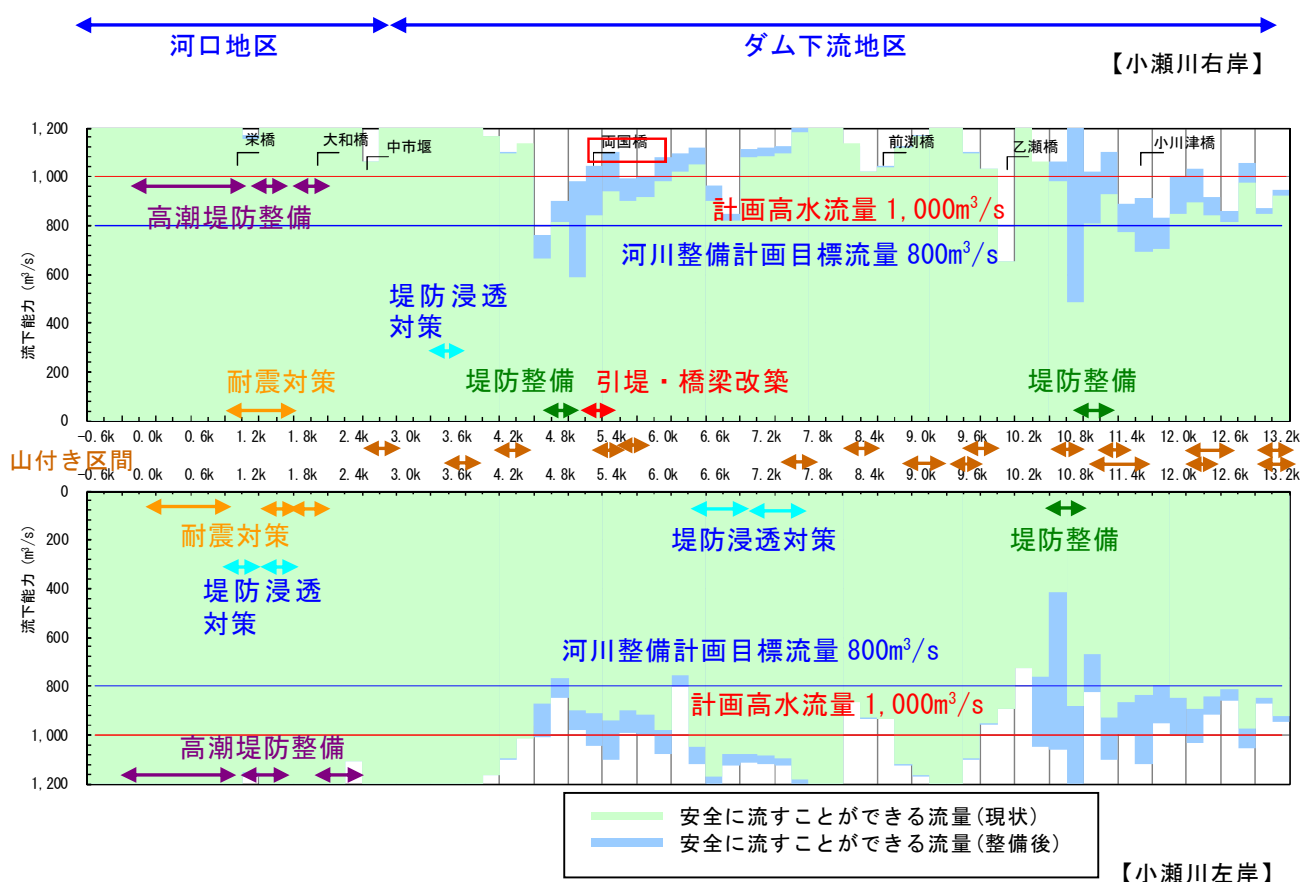 河口地区
ダム下流地区
【小瀬川右岸】
1,200
1,000
800
600
400
200
0
流下能力 (m³/s)
栄橋
大和橋
中市堰
両国橋
前渕橋
乙瀬橋
小川津橋
高潮堤防整備
計画高水流量 1,000m³/s
河川整備計画目標流量 800m³/s
堤防浸透
対策
耐震対策
堤防整備
引堤・橋梁改築
堤防整備
-0.6k 0.0k 0.6k 1.2k 1.8k 2.4k 3.0k 3.6k 4.2k 4.8k 5.4k 6.0k 6.6k 7.2k 7.8k 8.4k 9.0k 9.6k 10.2k 10.8k 11.4k 12.0k 12.6k 13.2k
山付き区間
-0.6k 0.0k 0.6k 1.2k 1.8k 2.4k 3.0k 3.6k 4.2k 4.8k 5.4k 6.0k 6.6k 7.2k 7.8k 8.4k 9.0k 9.6k 10.2k 10.8k 11.4k 12.0k 12.6k 13.2k
0
200
400
600
800
1,000
1,200
流下能力 (m³/s)
耐震対策
堤防浸透対策
堤防整備
堤防浸透
対策
河川整備計画目標流量 800m³/s
計画高水流量 1,000m³/s
高潮堤防整備
安全に流すことができる流量(現状)
安全に流すことができる流量(整備後)
【小瀬川左岸】